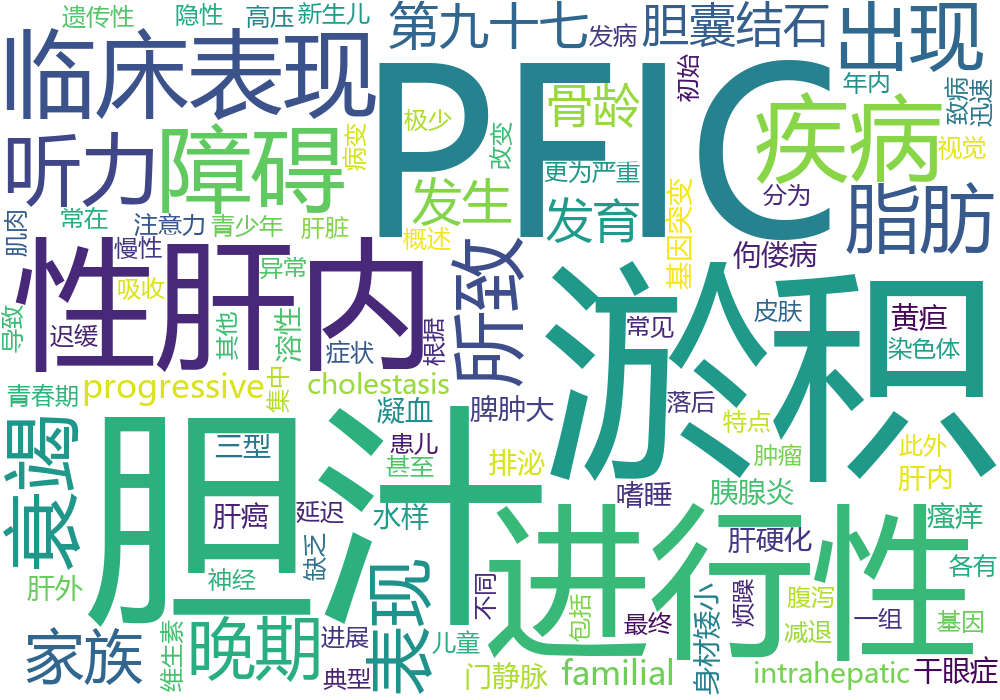 遗传性
隐性
高压
新生儿
第九十七
发病
胆囊结石
出现
临床表现
PFIC
初始
年内
致病
迅速
听力
障碍
病变
极少
改变
骨龄
疾病
视觉
更为严重
发生
发育
基因突变
分为
脂肪
肌肉
常在
注意力
青少年
肝脏
概述
佝偻病
性肝内
慢性
异常
吸收
所致
淤积
导致
迟缓
其他
溶性
症状
根据
常见
皮肤
黄疸
染色体
青春期
progressive
集中
cholestasis
凝血
脾肿大
落后
特点
衰竭
胆汁
三型
患儿
甚至
排泌
肿瘤
此外
肝内
肝癌
延迟
水样
嗜睡
胰腺炎
瘙痒
进行性
肝硬化
肝外
神经
缺乏
表现
不同
各有
家族
维生素
晚期
进展
典型
儿童
包括
最终
身材矮小
烦躁
腹泻
减退
一组
基因
门静脉
familial
intrahepatic
干眼症